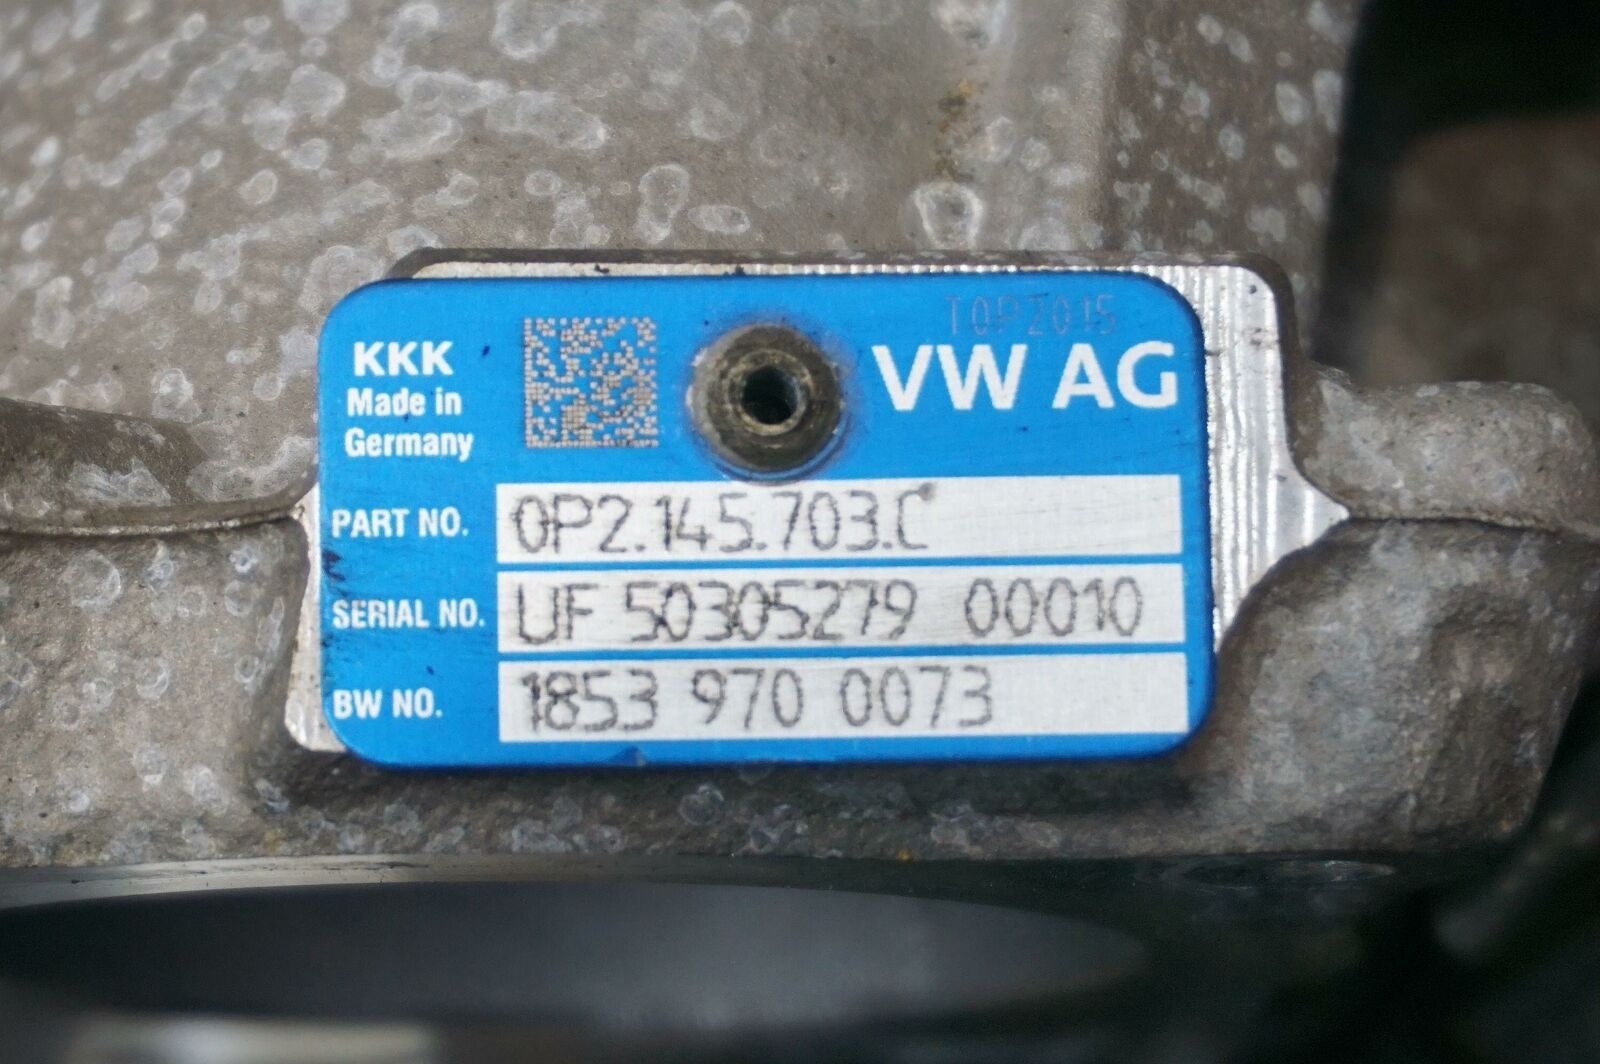 TOP2015
KKK
Made in
Germany
VW AG
PART NO. 0P2.145.703.C
SERIAL NO. UF 50305279 00010
BW NO. 1853 970 0073